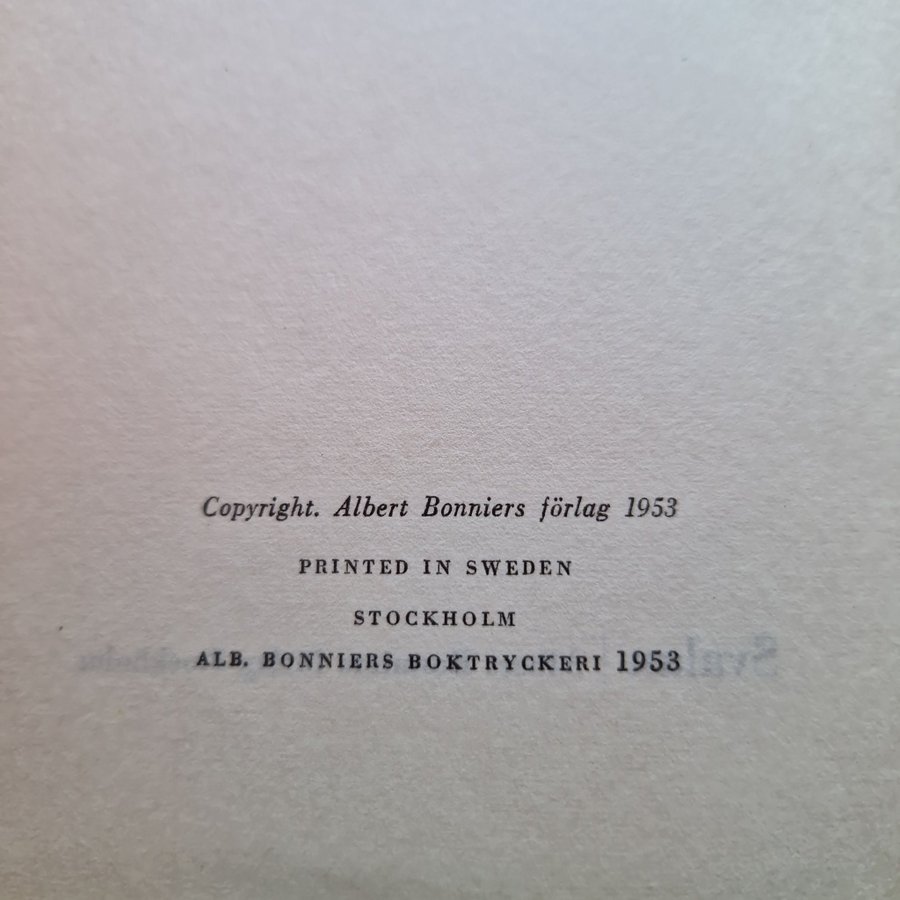 Copyright. Albert Bonniers förlag 1953
PRINTED IN SWEDEN
STOCKHOLM
ALB. BONNIERS BOKTRYCKERI 1953